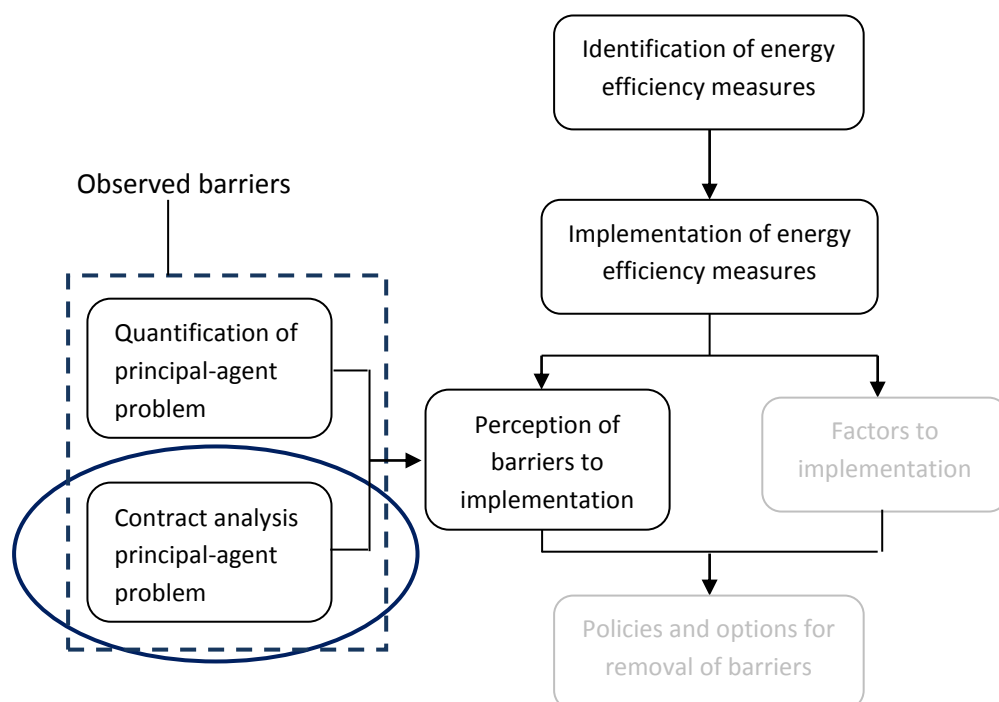 Identification of energy
efficiency measures
Observed barriers
Implementation of energy
efficiency measures
Quantification of
principal-agent
problem
Perception of
barriers to
implementation
Factors to
implementation
Contract analysis
principal-agent
problem
Policies and options for
removal of barriers